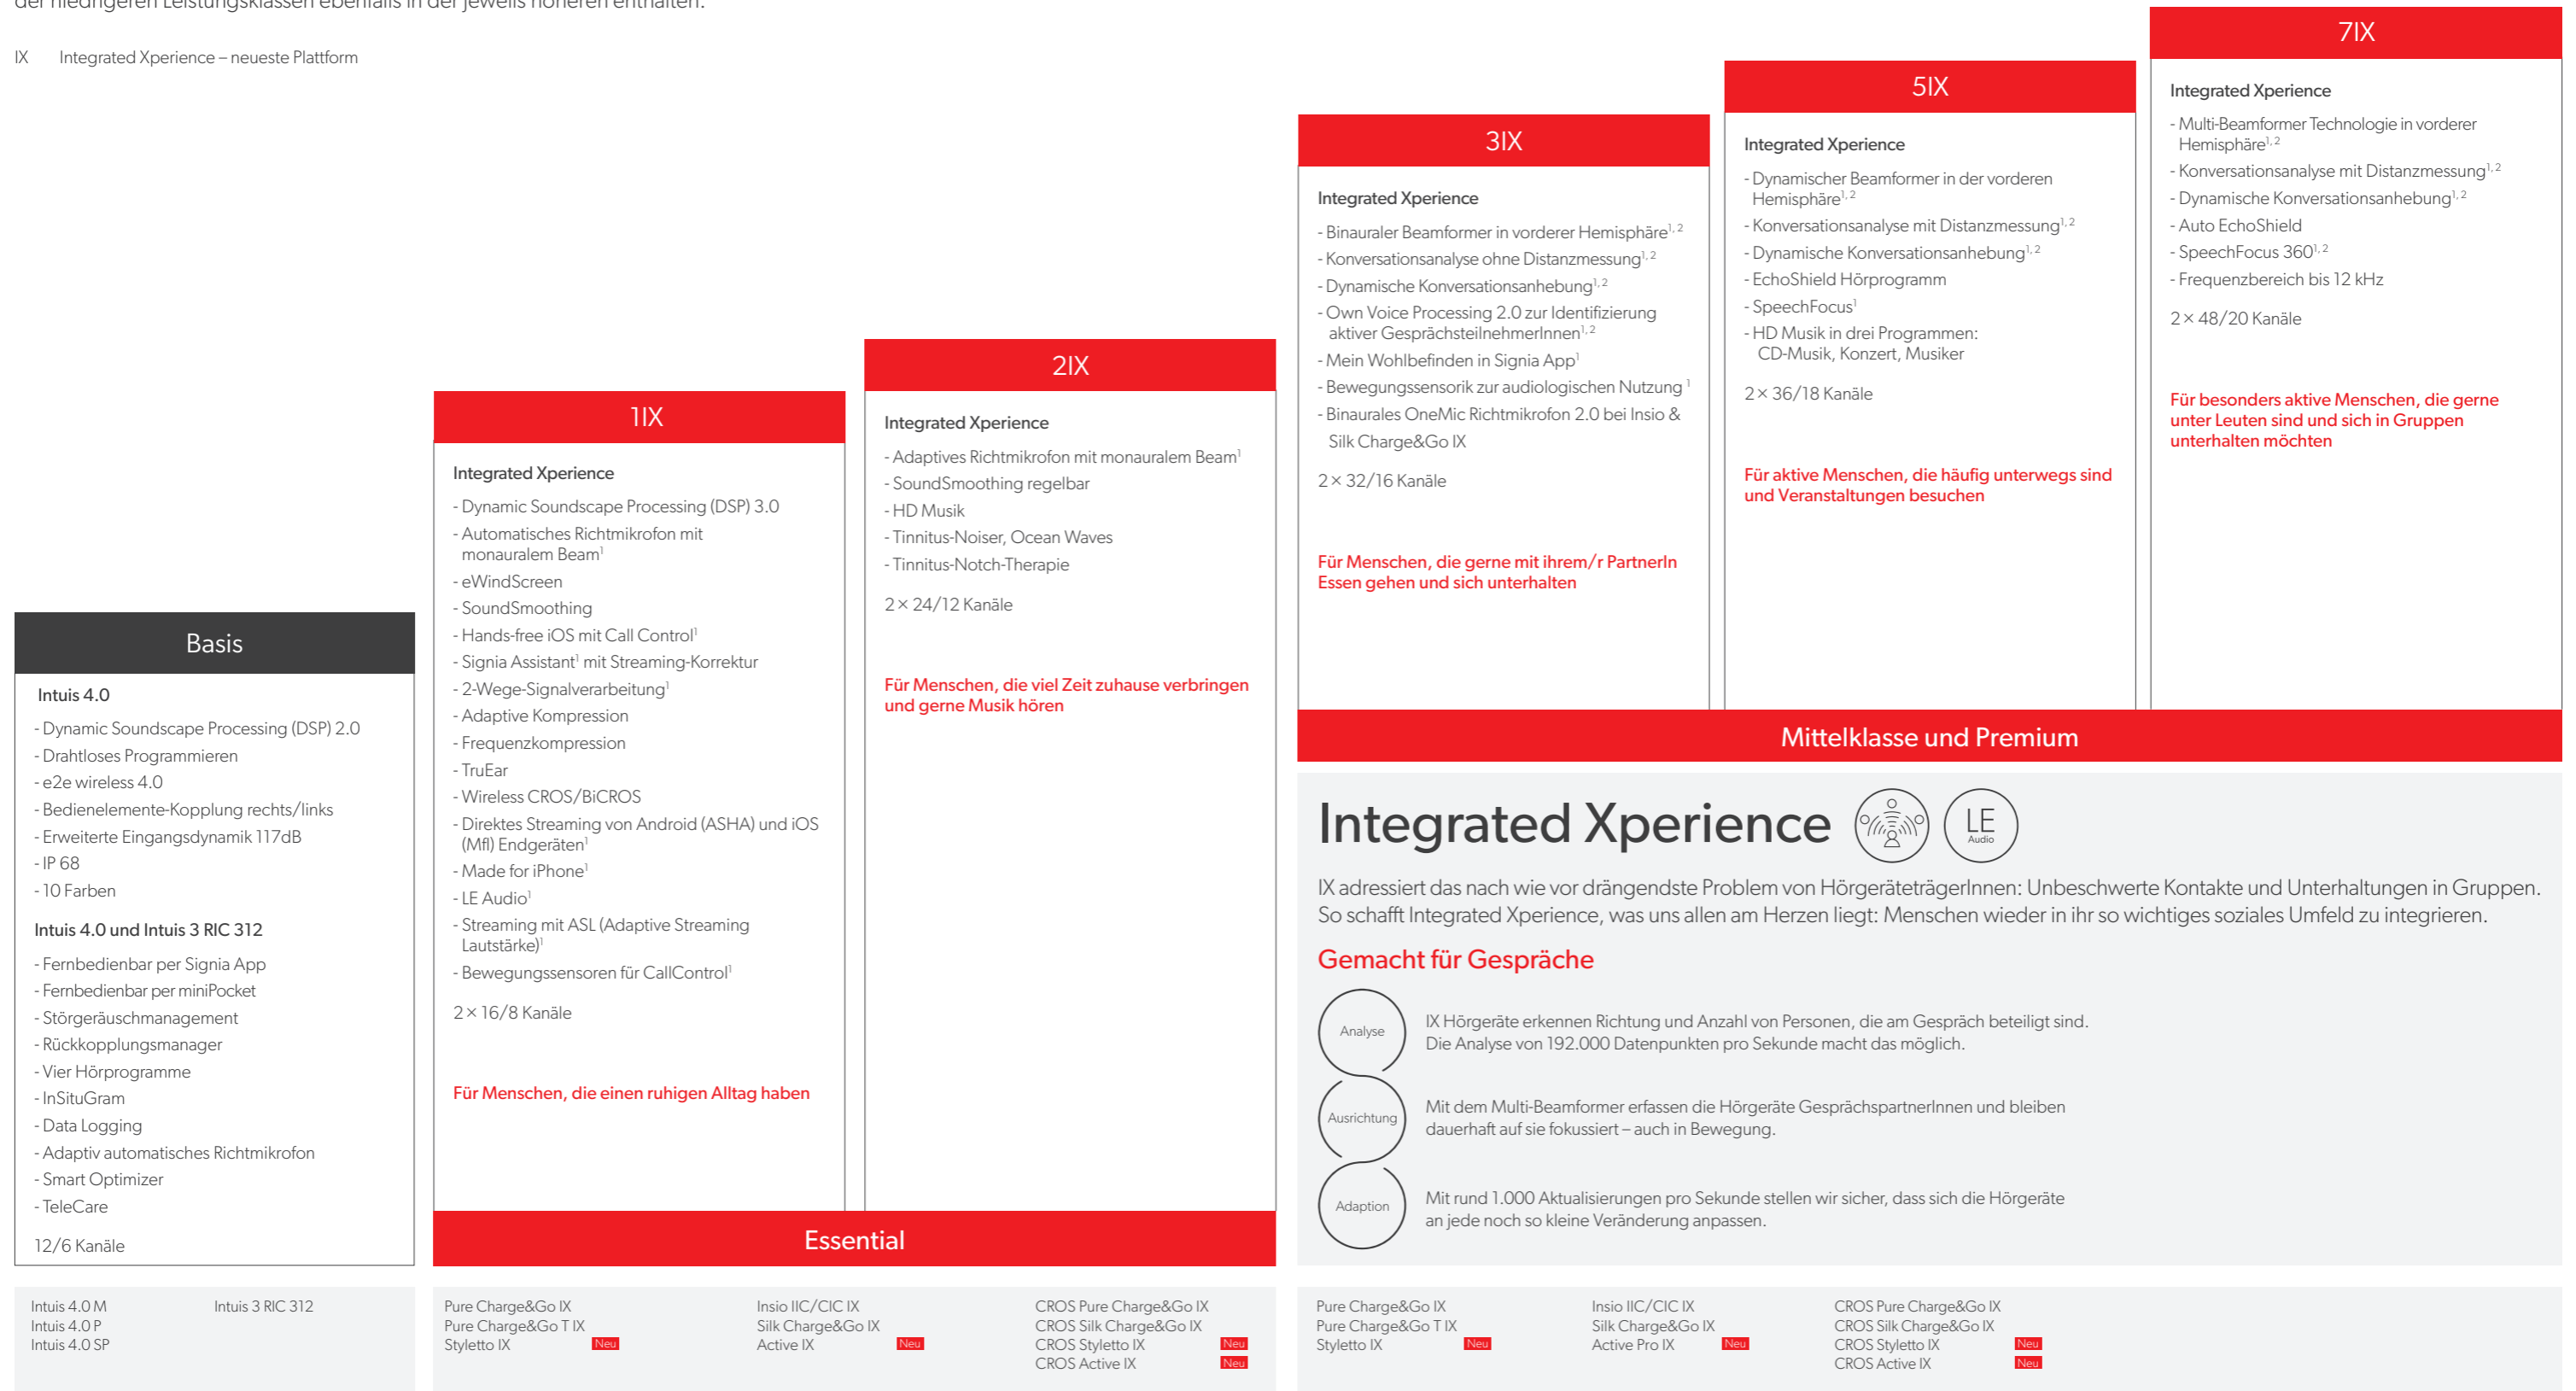 der niedrigeren Leistungsklassen ebenfalls in der jeweils höheren enthalten.
IX Integrated Xperience – neueste Plattform
Basis
Intuis 4.0
- Dynamic Soundscape Processing (DSP) 2.0
- Drahtloses Programmieren
- e2e wireless 4.0
- Bedienelemente-Kopplung rechts/links
- Erweiterte Eingangsdynamik 117dB
- IP 68
- 10 Farben
Intuis 4.0 und Intuis 3 RIC 312
- Fernbedienbar per Signia App
- Fernbedienbar per miniPocket
- Störgeräuschmanagement
- Rückkopplungsmanager
- Vier Hörprogramme
- InSituGram
- Data Logging
- Adaptiv automatisches Richtmikrofon
- Smart Optimizer
- TeleCare
12/6 Kanäle
1IX
Integrated Xperience
- Dynamic Soundscape Processing (DSP) 3.0
- Automatisches Richtmikrofon mit
monauralem Beam¹
- eWindScreen
- SoundSmoothing
- Hands-free iOS mit Call Control¹
- Signia Assistant¹ mit Streaming-Korrektur
- 2-Wege-Signalverarbeitung¹
- Adaptive Kompression
- Frequenzkompression
- TruEar
- Wireless CROS/BiCROS
- Direktes Streaming von Android (ASHA) und iOS
(MfI) Endgeräten¹
- Made for iPhone¹
- LE Audio¹
- Streaming mit ASL (Adaptive Streaming
Lautstärke)¹
- Bewegungssensoren für CallControl¹
2 × 16/8 Kanäle
Für Menschen, die einen ruhigen Alltag haben
2IX
Integrated Xperience
- Adaptives Richtmikrofon mit monauralem Beam¹
- SoundSmoothing regelbar
- HD Musik
- Tinnitus-Noiser, Ocean Waves
- Tinnitus-Notch-Therapie
2 × 24/12 Kanäle
Für Menschen, die viel Zeit zuhause verbringen
und gerne Musik hören
Essential
3IX
Integrated Xperience
- Binauraler Beamformer in vorderer Hemisphäre¹,²
- Konversationsanalyse ohne Distanzmessung¹,²
- Dynamische Konversationsanhebung¹,²
- Own Voice Processing 2.0 zur Identifizierung
aktiver GesprächsteilnehmerInnen¹,²
- Mein Wohlbefinden in Signia App¹
- Bewegungssensorik zur audiologischen Nutzung ¹
- Binaurales OneMic Richtmikrofon 2.0 bei Insio &
Silk Charge&Go IX
2 × 32/16 Kanäle
Für Menschen, die gerne mit ihrem/r PartnerIn
Essen gehen und sich unterhalten
5IX
Integrated Xperience
- Dynamischer Beamformer in der vorderen
Hemisphäre¹,²
- Konversationsanalyse mit Distanzmessung¹,²
- Dynamische Konversationsanhebung¹,²
- EchoShield Hörprogramm
- SpeechFocus¹
- HD Musik in drei Programmen:
CD-Musik, Konzert, Musiker
2 × 36/18 Kanäle
Für aktive Menschen, die häufig unterwegs sind
und Veranstaltungen besuchen
7IX
Integrated Xperience
- Multi-Beamformer Technologie in vorderer
Hemisphäre¹,²
- Konversationsanalyse mit Distanzmessung¹,²
- Dynamische Konversationsanhebung¹,²
- Auto EchoShield
- SpeechFocus 360¹,²
- Frequenzbereich bis 12 kHz
2 × 48/20 Kanäle
Für besonders aktive Menschen, die gerne
unter Leuten sind und sich in Gruppen
unterhalten möchten
Mittelklasse und Premium
Integrated Xperience
LE
Audio
IX adressiert das nach wie vor drängendste Problem von HörgeräteträgerInnen: Unbeschwerte Kontakte und Unterhaltungen in Gruppen.
So schafft Integrated Xperience, was uns allen am Herzen liegt: Menschen wieder in ihr so wichtiges soziales Umfeld zu integrieren.
Gemacht für Gespräche
Analyse
IX Hörgeräte erkennen Richtung und Anzahl von Personen, die am Gespräch beteiligt sind.
Die Analyse von 192.000 Datenpunkten pro Sekunde macht das möglich.
Ausrichtung
Mit dem Multi-Beamformer erfassen die Hörgeräte GesprächspartnerInnen und bleiben
dauerhaft auf sie fokussiert – auch in Bewegung.
Adaption
Mit rund 1.000 Aktualisierungen pro Sekunde stellen wir sicher, dass sich die Hörgeräte
an jede noch so kleine Veränderung anpassen.
Intuis 4.0 M
Intuis 4.0 P
Intuis 4.0 SP
Intuis 3 RIC 312
Pure Charge&Go IX
Pure Charge&Go T IX
Styletto IX Neu
Insio IIC/CIC IX
Silk Charge&Go IX
Active IX Neu
CROS Pure Charge&Go IX
CROS Silk Charge&Go IX
CROS Styletto IX Neu
CROS Active IX Neu
Pure Charge&Go IX
Pure Charge&Go T IX
Styletto IX Neu
Insio IIC/CIC IX
Silk Charge&Go IX
Active Pro IX Neu
CROS Pure Charge&Go IX
CROS Silk Charge&Go IX
CROS Styletto IX Neu
CROS Active IX Neu